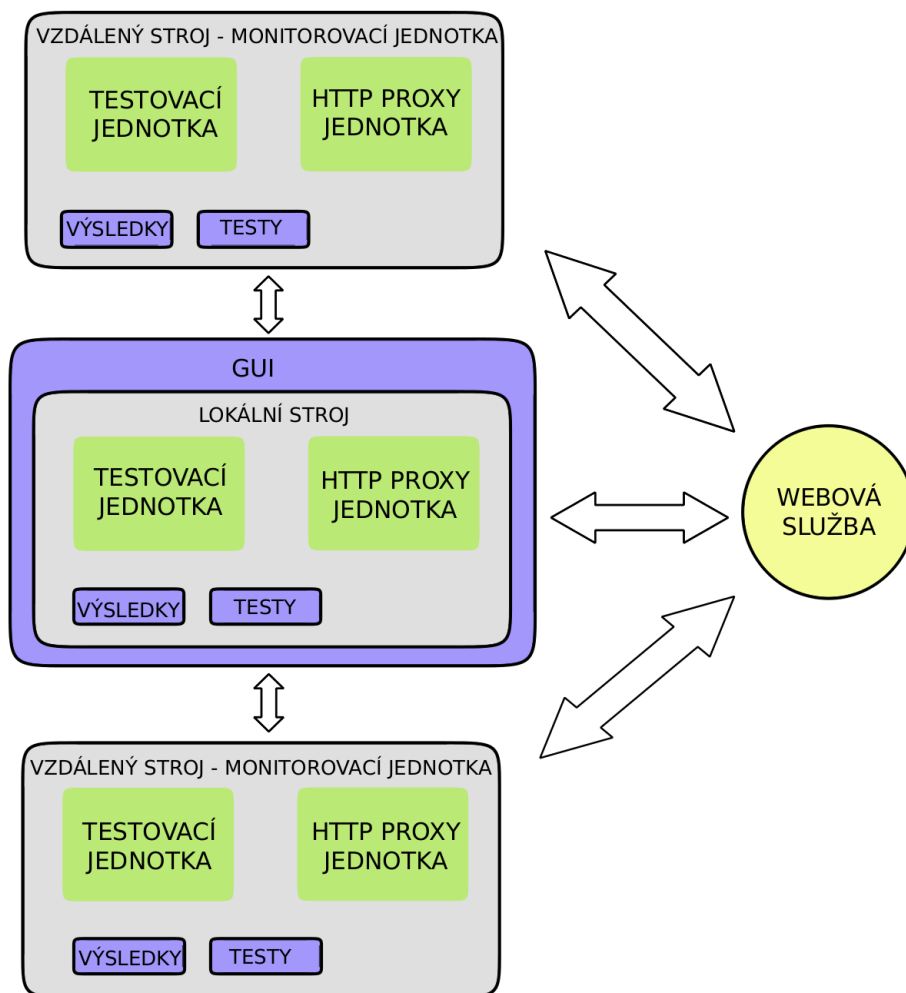 VZDÁLENÝ STROJ - MONITOROVACÍ JEDNOTKA
TESTOVACÍ
JEDNOTKA
HTTP PROXY
JEDNOTKA
VÝSLEDKY
TESTY
GUI
LOKÁLNÍ STROJ
TESTOVACÍ
JEDNOTKA
HTTP PROXY
JEDNOTKA
VÝSLEDKY
TESTY
WEBOVÁ
SLUŽBA
VZDÁLENÝ STROJ - MONITOROVACÍ JEDNOTKA
TESTOVACÍ
JEDNOTKA
HTTP PROXY
JEDNOTKA
VÝSLEDKY
TESTY